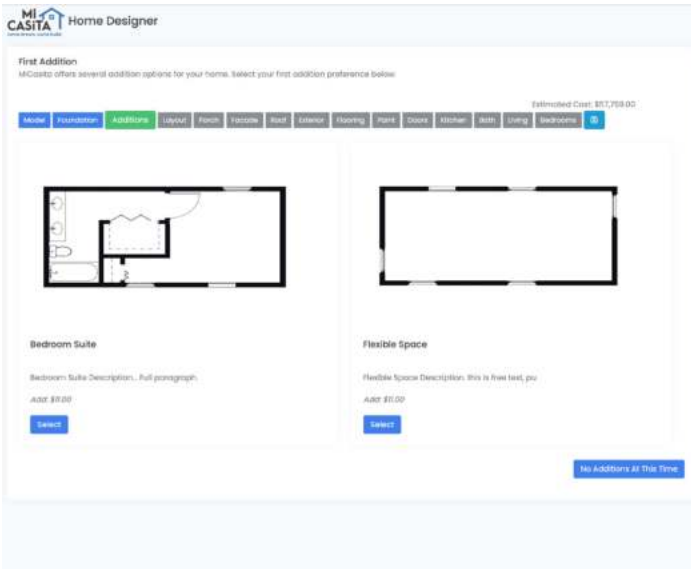 MI
CASITA
Home Designer
First Addition
MiCasita offers several addition options for your home. Select your first addition preference below.
Estimated Cost: $117,759.00
Model Foundation Additions Layout Porch Facade Roof Exterior Flooring Paint Doors Kitchen Bath Living Bedrooms
Bedroom Suite
Bedroom Suite Description... Full paragraph.
Add: $11.00
Select
Flexible Space
Flexible Space Description. this is free text, pu
Add: $11.00
Select
No Additions At This Time